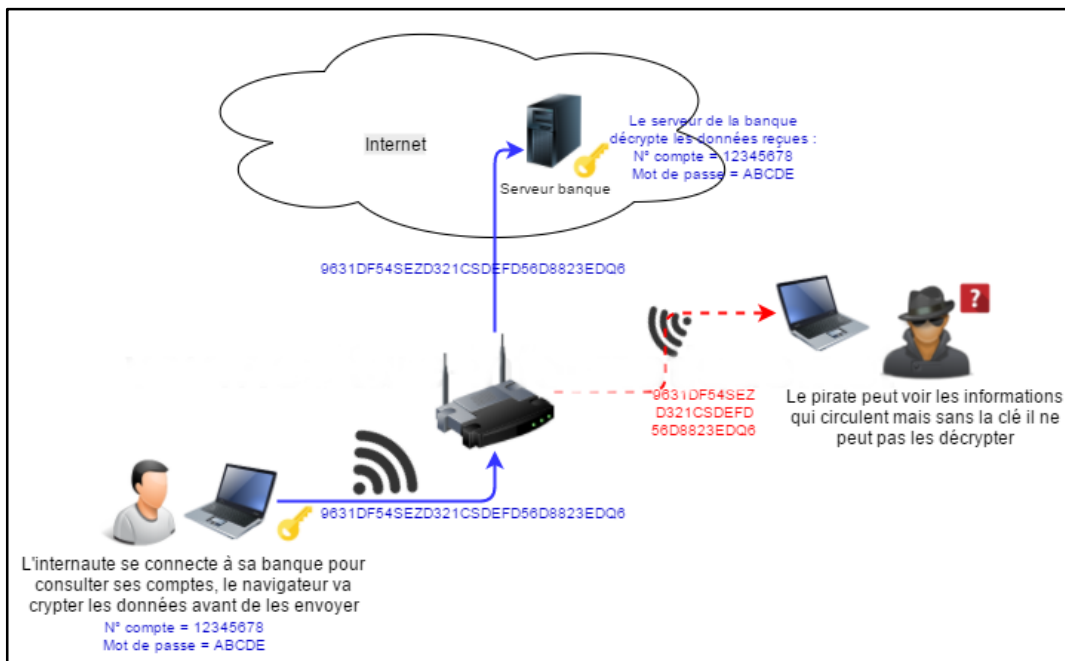 Internet
Le serveur de la banque
décrypte les données reçues :
N° compte = 12345678
Mot de passe = ABCDE
Serveur banque
9631DF54SEZD321CSDEFD56D8823EDQ6
?
9631DF54SEZ
D321CSDEFD
56D8823EDQ6
Le pirate peut voir les informations
qui circulent mais sans la clé il ne
peut pas les décrypter
9631DF54SEZD321CSDEFD56D8823EDQ6
L'internaute se connecte à sa banque pour
consulter ses comptes, le navigateur va
crypter les données avant de les envoyer
N° compte = 12345678
Mot de passe = ABCDE